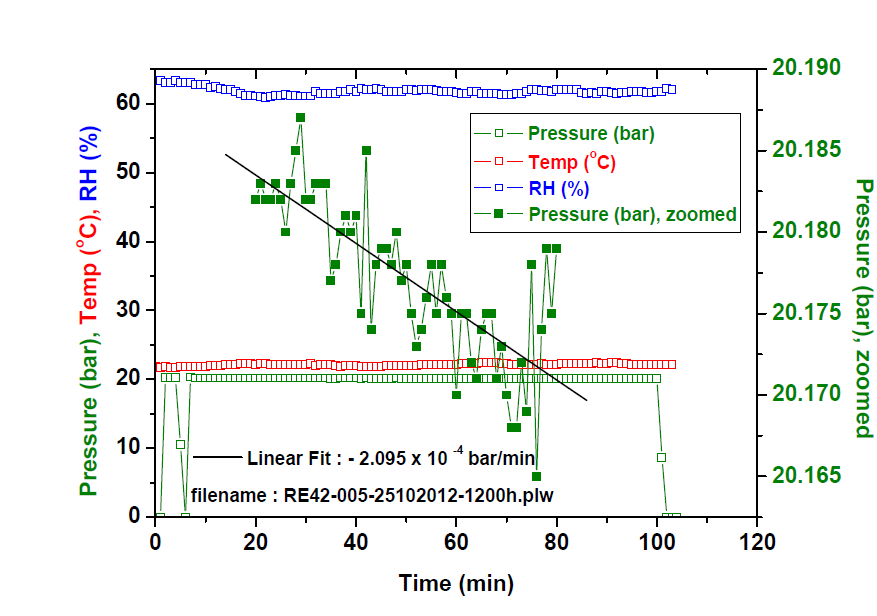 Pressure (bar), Temp (°C), RH (%)
60
50
40
30
20
10
0
0 20 40 60 80 100 120
Time (min)
20.190
20.185
20.180
20.175
20.170
20.165
Pressure
(bar), zoomed
Pressure (bar)
Temp (°C)
RH (%)
Pressure (bar), zoomed
Linear Fit : - 2.095 x 10 -4 bar/min
filename : RE42-005-25102012-1200h.plw